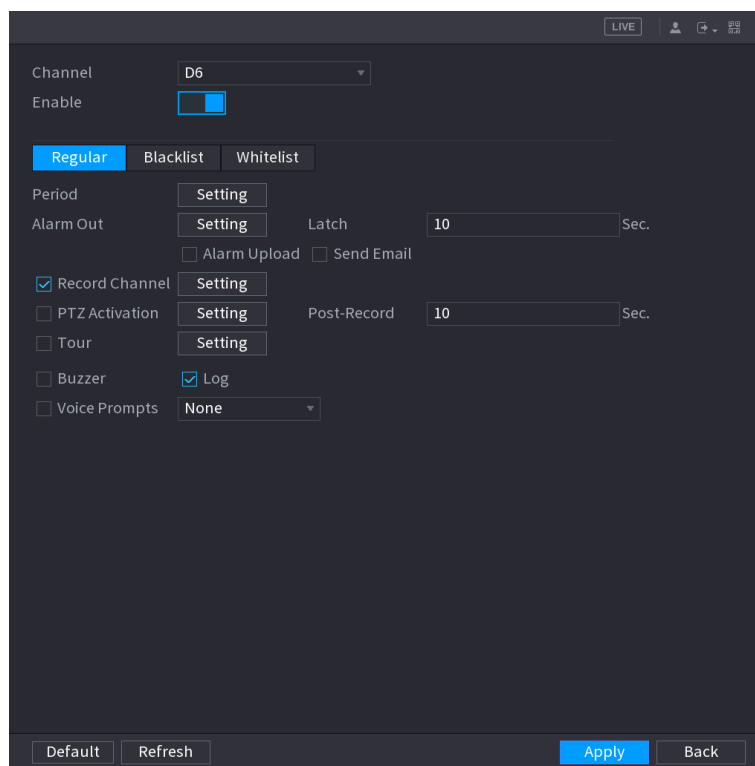 LIVE
Channel D6
Enable
Regular Blacklist Whitelist
Period Setting
Alarm Out Setting Latch 10 Sec.
Alarm Upload Send Email
Record Channel Setting
PTZ Activation Setting Post-Record 10 Sec.
Tour Setting
Buzzer Log
Voice Prompts None
Default Refresh Apply Back